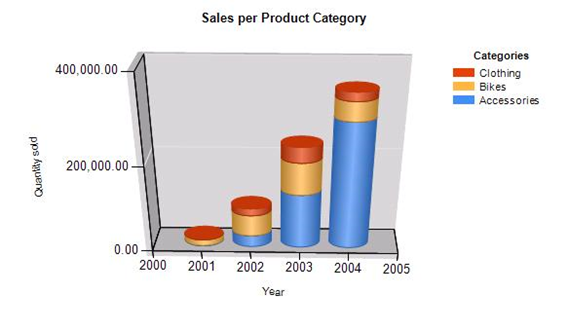 Sales per Product Category
Categories
Clothing
Bikes
Accessories
400,000.00
200,000.00
0.00
Quantity sold
2000 2001 2002 2003 2004 2005
Year